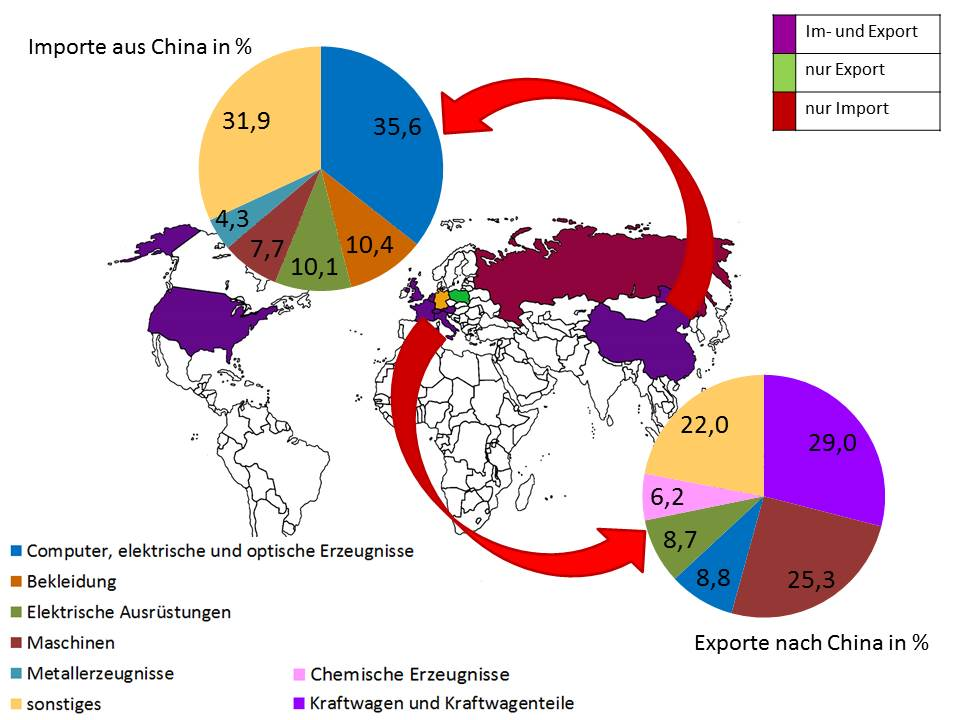 Importe aus China in %
Im- und Export
nur Export
nur Import
31,9
35,6
4,3
7,7
10,1
10,4
22,0
29,0
6,2
8,7
8,8
25,3
Exporte nach China in %
Computer, elektrische und optische Erzeugnisse
Bekleidung
Elektrische Ausrüstungen
Maschinen
Metallerzeugnisse
sonstiges
Chemische Erzeugnisse
Kraftwagen und Kraftwagenteile